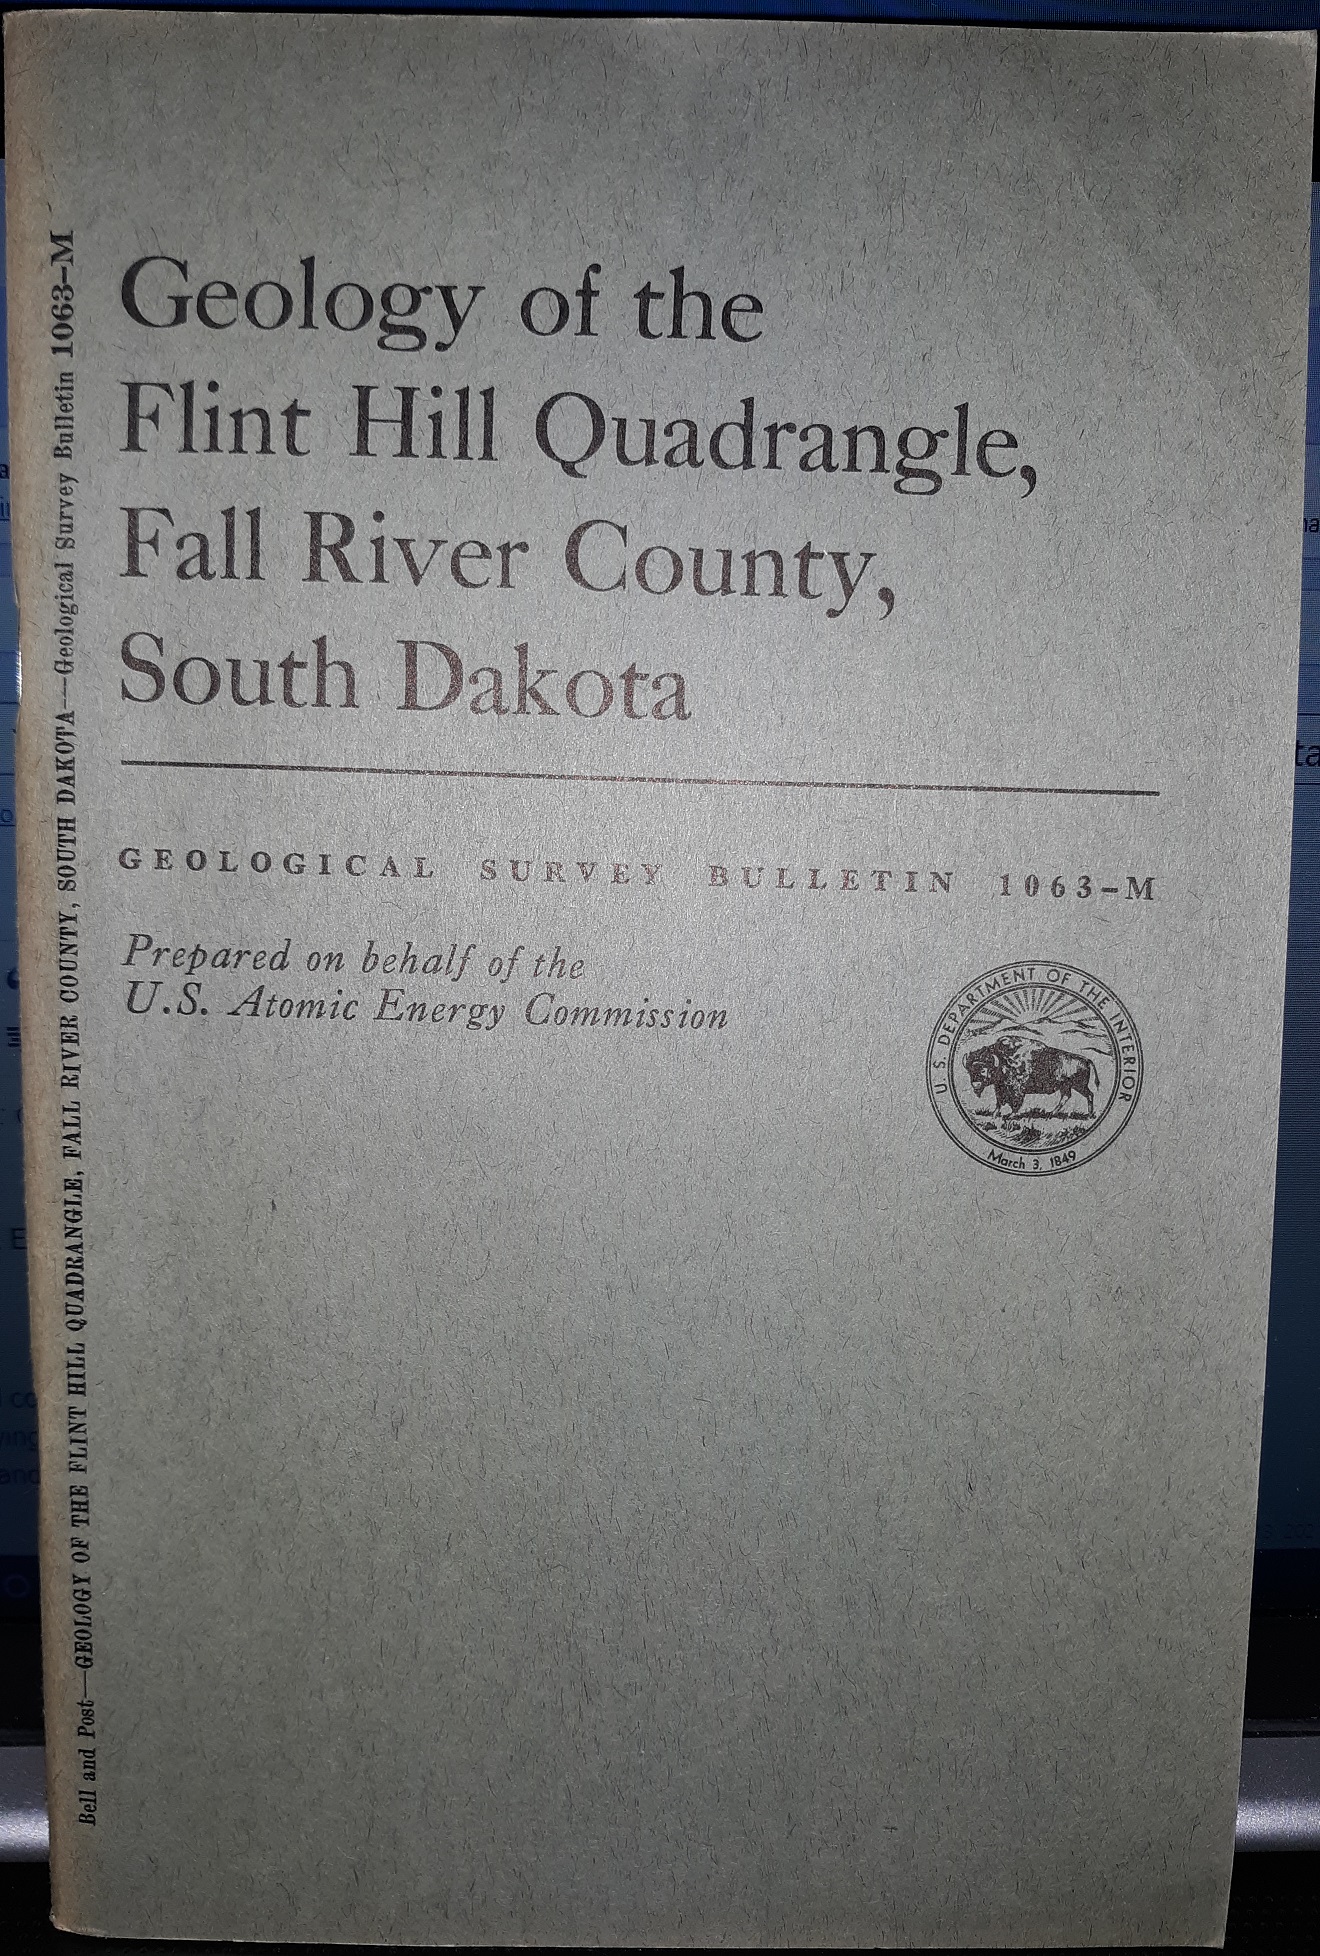 Geology of the
Flint Hill Quadrangle,
Fall River County,
South Dakota
GEOLOGICAL SURVEY BULLETIN 1063-M
Prepared on behalf of the
U.S. Atomic Energy Commission
U. S. DEPARTMENT OF THE INTERIOR
March 3, 1849
Bell and Post—GEOLOGY OF THE FLINT HILL QUADRANGLE, FALL RIVER COUNTY, SOUTH DAKOTA—Geological Survey Bulletin 1063-M